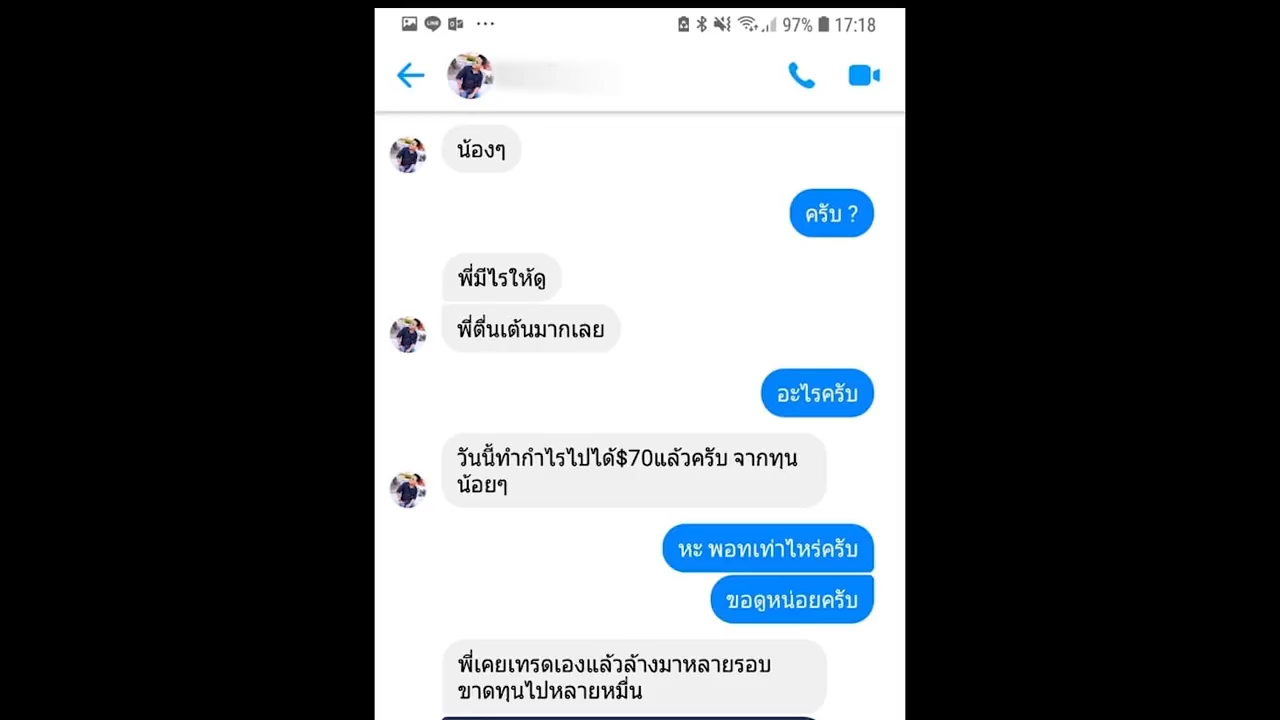 97% 17:18
น้องๆ
ครับ ?
พี่มีไรให้ดู
พี่ตื่นเต้นมากเลย
อะไรครับ
วันนี้ทำกำไรไปได้$70แล้วครับ จากทุน
น้อยๆ
หะ พอทเท่าไหร่ครับ
ขอดูหน่อยครับ
พี่เคยเทรดเองแล้วล้างมาหลายรอบ
ขาดทุนไปหลายหมื่น